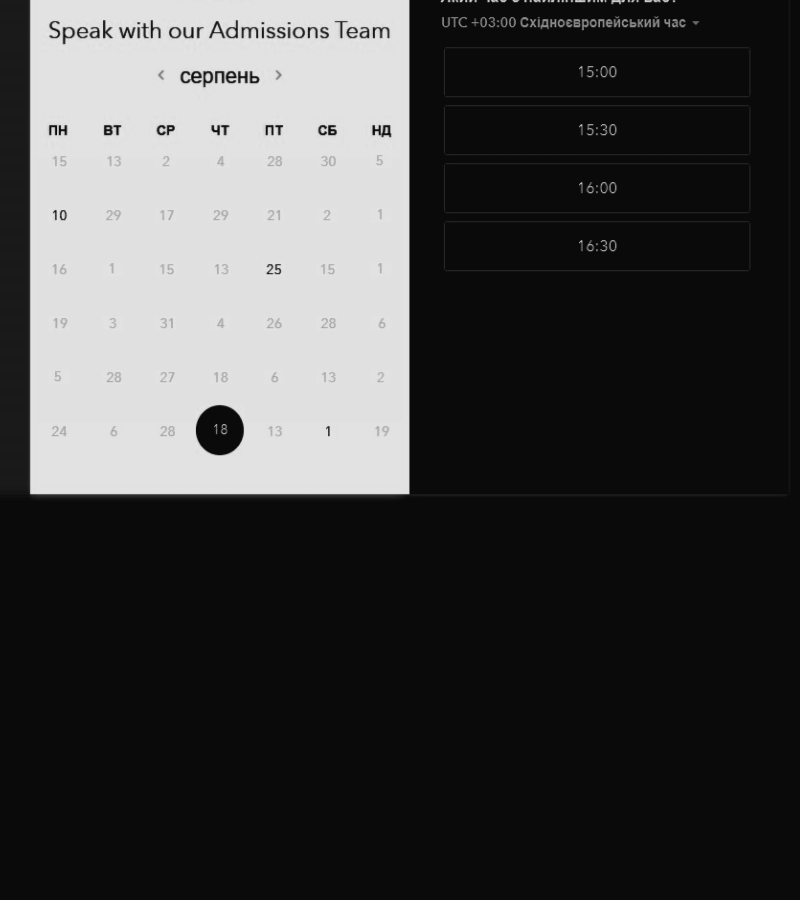 Speak with our Admissions Team
серпень
ПН ВТ СР ЧТ ПТ СБ НД
15 13 2 4 28 30 5
10 29 17 29 21 2 1
16 1 15 13 25 15 1
19 3 31 4 26 28 6
5 28 27 18 6 13 2
24 6 28 18 13 1 19
UTC +03:00 Східноєвропейський час
15:00
15:30
16:00
16:30